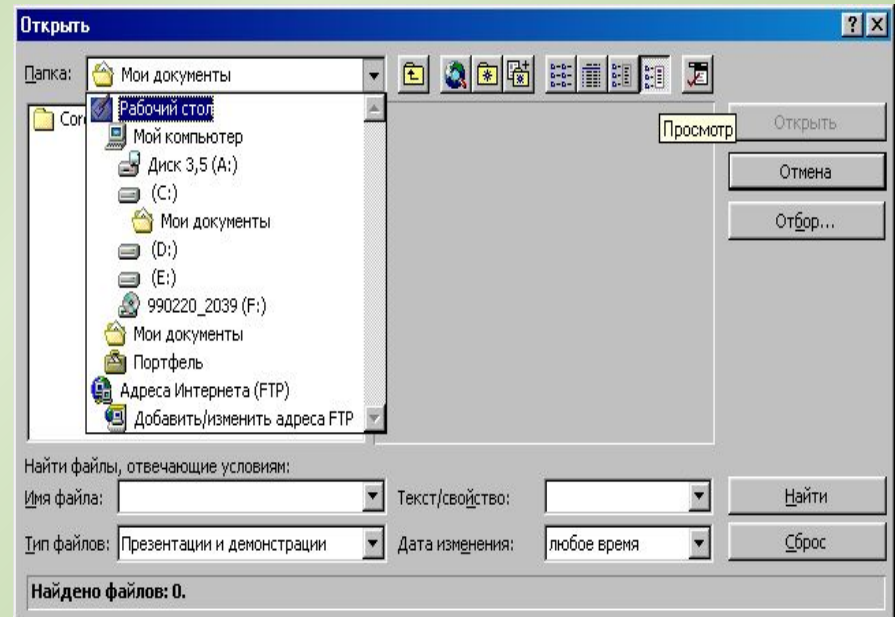 Открыть
Папка: Мои документы
Рабочий стол
Мой компьютер
Диск 3,5 (A:)
(C:)
Мои документы
(D:)
(E:)
990220_2039 (F:)
Мои документы
Портфель
Адреса Интернета (FTP)
Добавить/изменить адреса FTP
Просмотр
Открыть
Отмена
Отбор...
Найти файлы, отвечающие условиям:
Имя файла: Текст/свойство: Найти
Тип файлов: Презентации и демонстрации Дата изменения: любое время Сброс
Найдено файлов: 0.